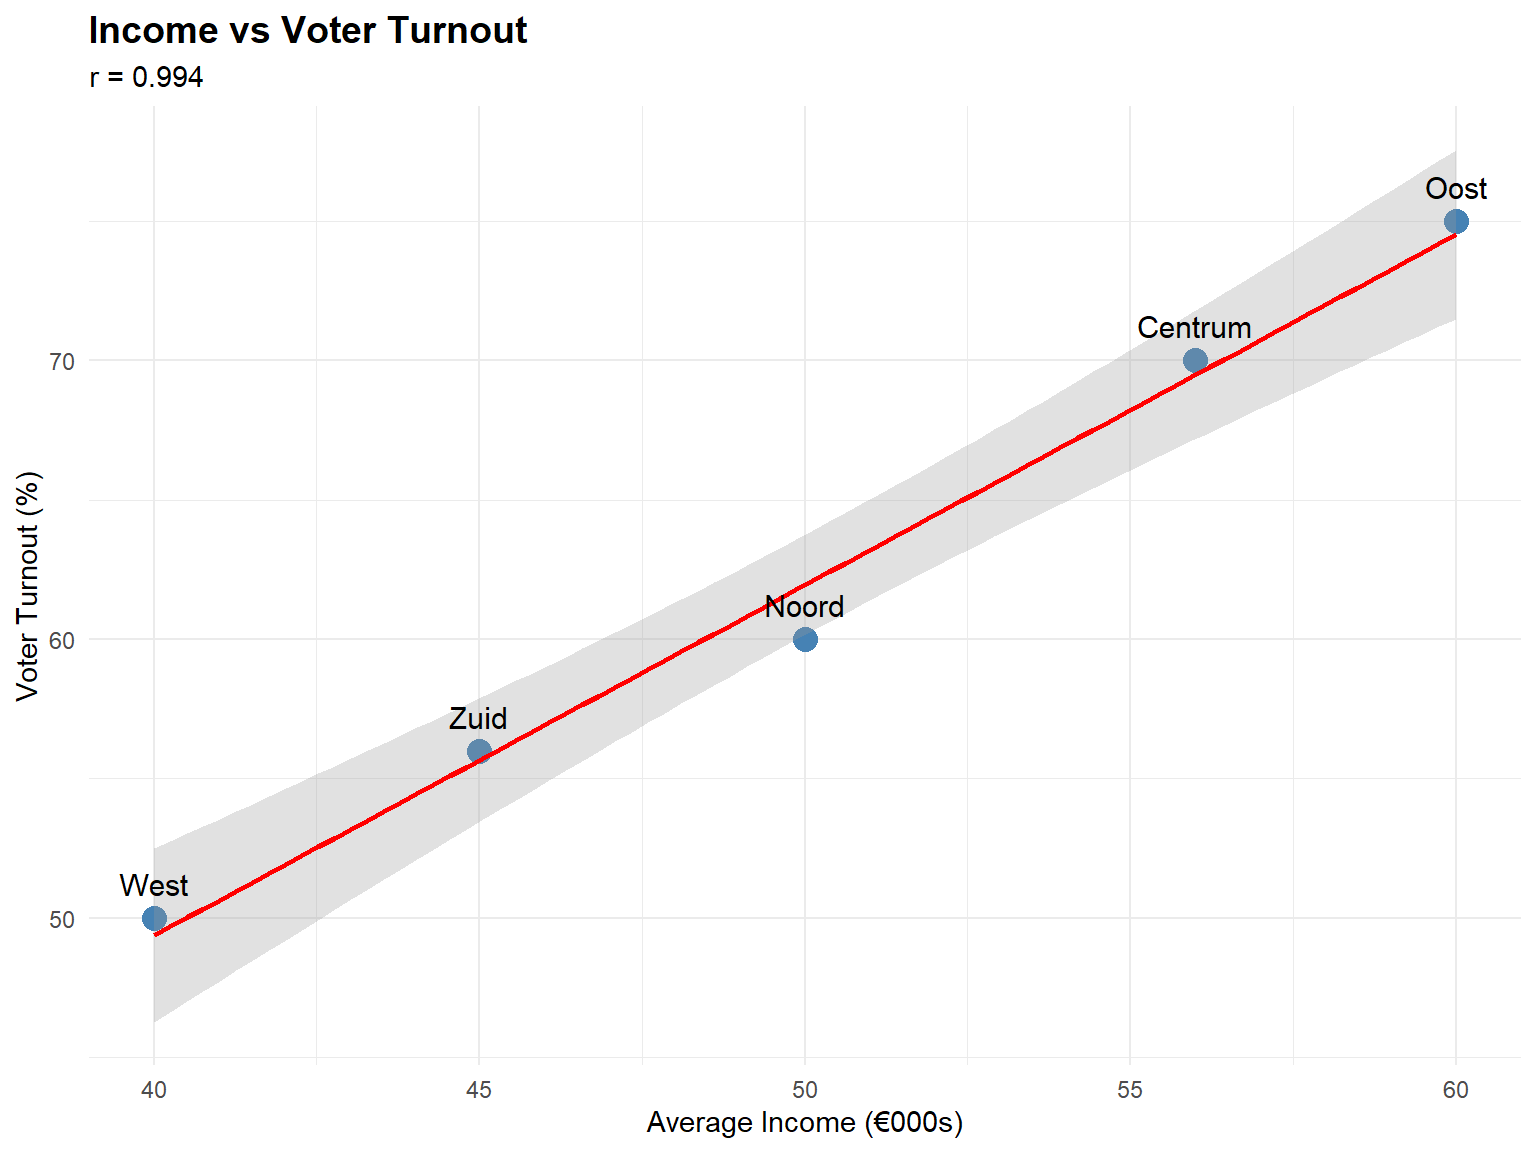 Income vs Voter Turnout
r = 0.994
Voter Turnout (%)
70
60
50
Oost
Centrum
Noord
Zuid
West
40 45 50 55 60
Average Income (€000s)